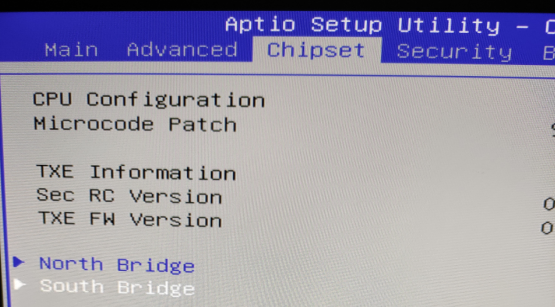 Aptio Setup Utility – C
Main Advanced Chipset Security B
CPU Configuration
Microcode Patch
TXE Information
Sec RC Version
TXE FW Version
North Bridge
South Bridge